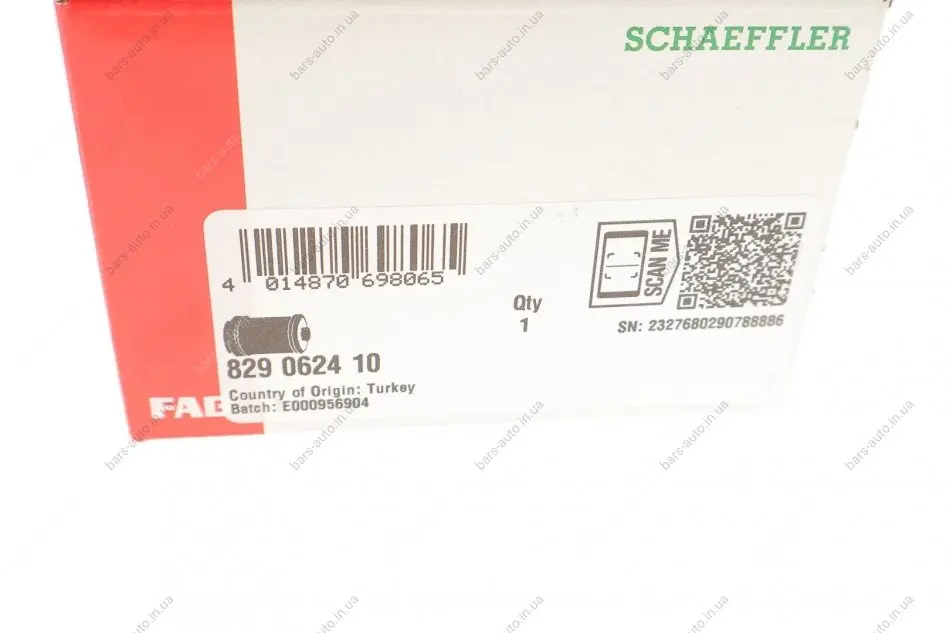 SCHAEFFLER
4 014870 698065
SCAN ME
Qty
1
SN: 2327680290788886
829 0624 10
Country of Origin: Turkey
Batch: E000956904
FAG
bars-auto.in.ua